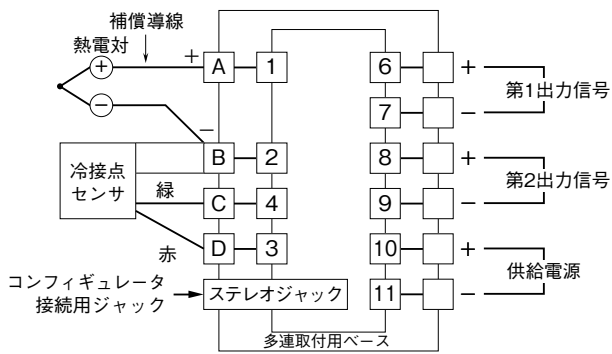 補償導線
熱電対
+
−
+
−
A
1
B
2
C
4
D
3
冷接点
センサ
緑
赤
コンフィギュレータ
接続用ジャック
ステレオジャック
6
+
7
−
第1出力信号
8
+
9
−
第2出力信号
10
+
11
−
供給電源
多連取付用ベース